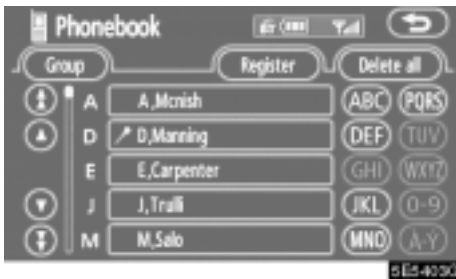 Phonebook
Group Register Delete all
A A,Mcnish ABC PQRS
D D,Manning DEF TUV
E E,Carpenter GHI WXYZ
J J,Trulli JKL 0-9
M M,Salo MNO À-Ý